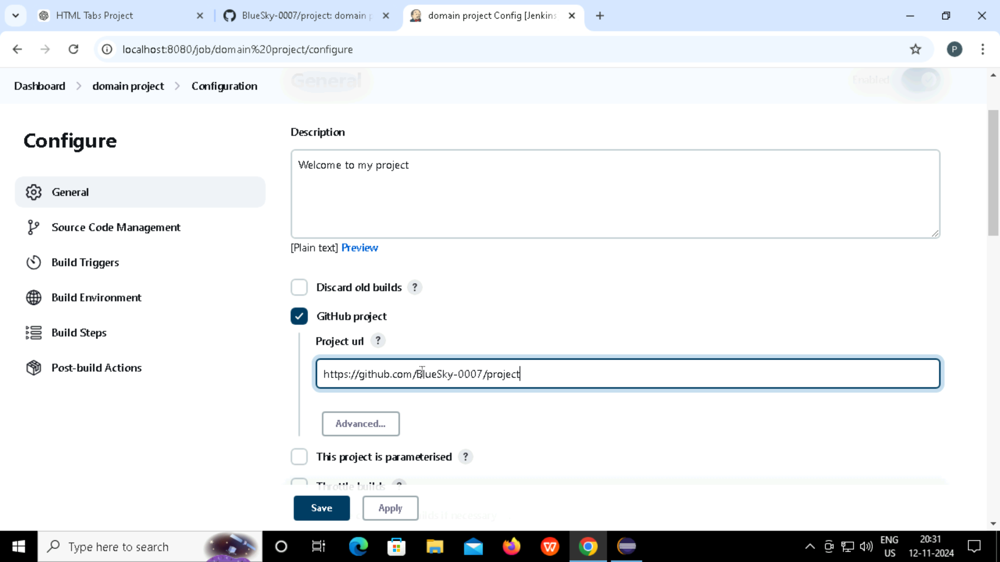 HTML Tabs Project
BlueSky-0007/project: domain p
domain project Config [Jenkins
localhost:8080/job/domain%20project/configure
P
Dashboard > domain project > Configuration
General
Enabled
Configure
General
Source Code Management
Build Triggers
Build Environment
Build Steps
Post-build Actions
Description
Welcome to my project
[Plain text] Preview
Discard old builds ?
GitHub project
Project url ?
https://github.com/BlueSky-0007/project
Advanced...
This project is parameterised ?
Throttle builds ?
Save
Apply
builds if necessary
Type here to search
ENG
US
20:31
12-11-2024